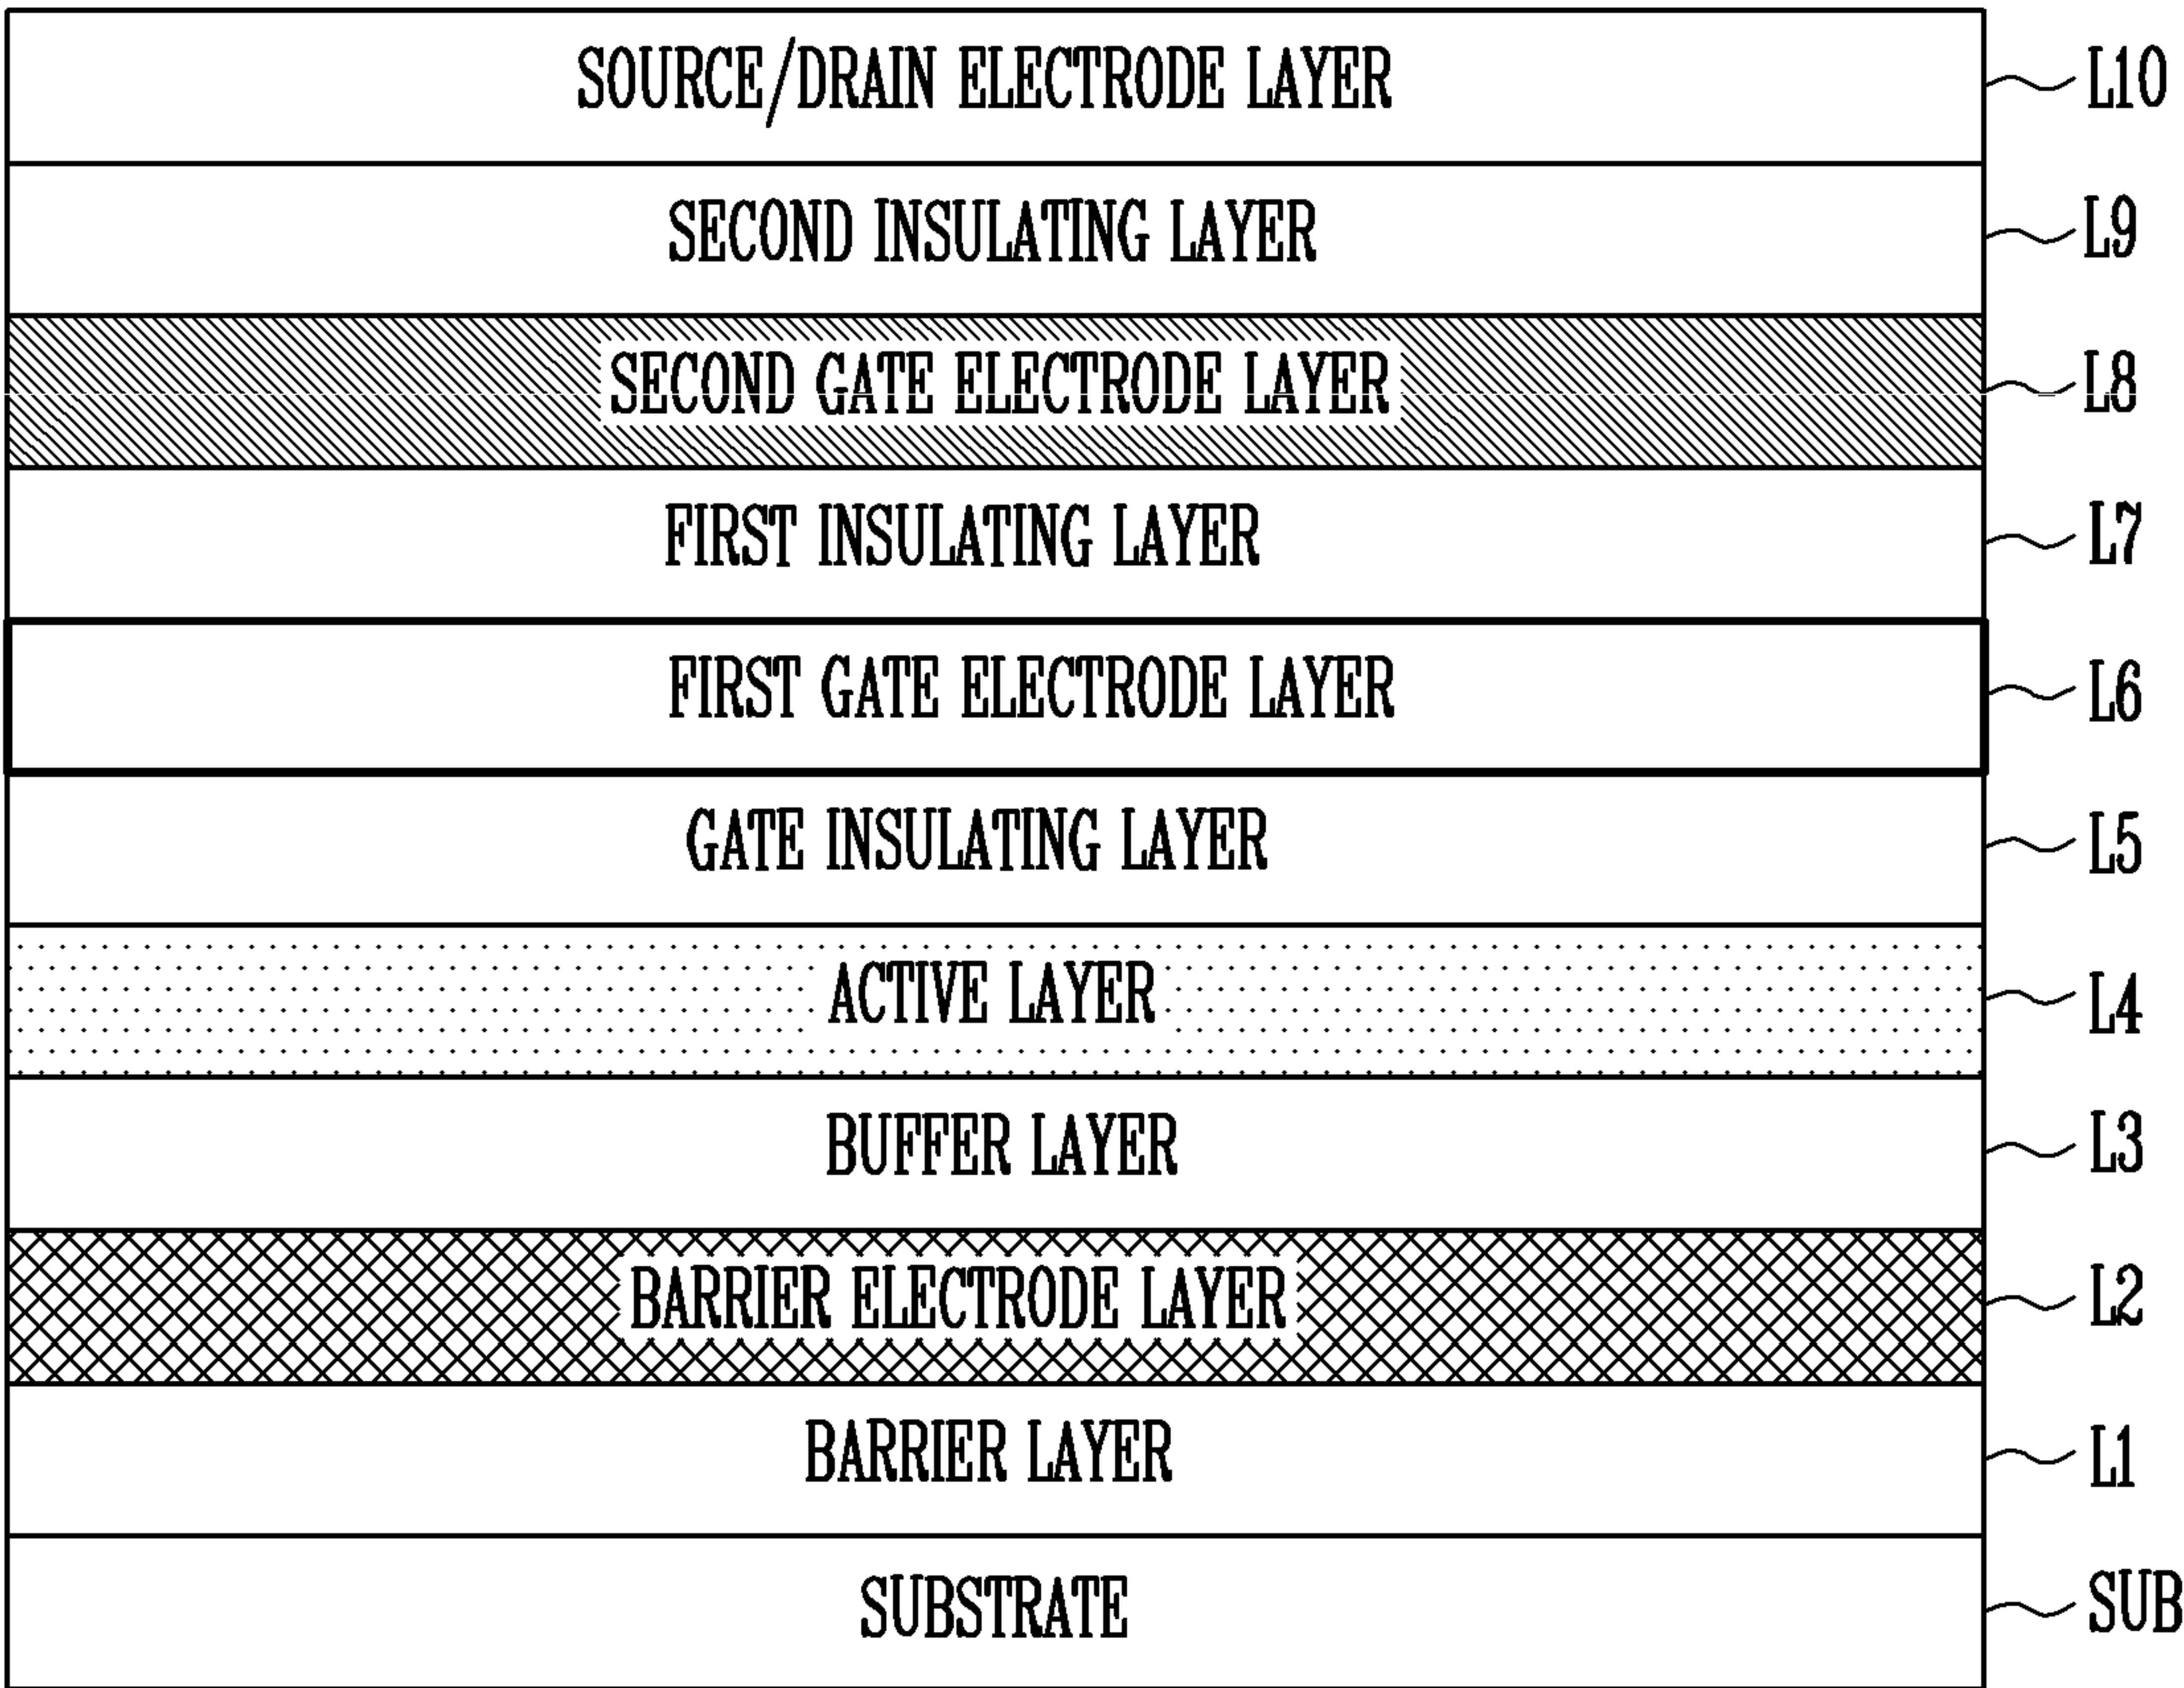 SOURCE/DRAIN ELECTRODE LAYER L10
SECOND INSULATING LAYER L9
SECOND GATE ELECTRODE LAYER L8
FIRST INSULATING LAYER L7
FIRST GATE ELECTRODE LAYER L6
GATE INSULATING LAYER L5
ACTIVE LAYER L4
BUFFER LAYER L3
BARRIER ELECTRODE LAYER L2
BARRIER LAYER L1
SUBSTRATE SUB